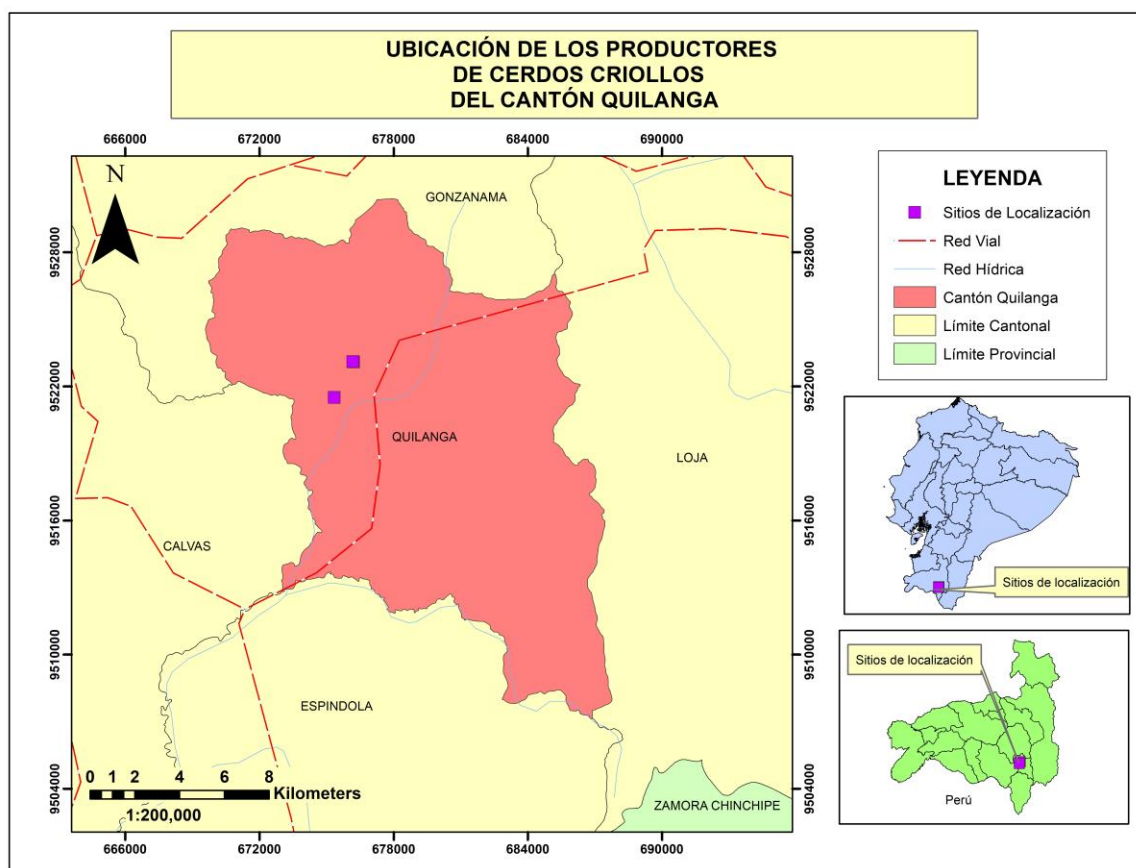 UBICACIÓN DE LOS PRODUCTORES
DE CERDOS CRIOLLOS
DEL CANTÓN QUILANGA
666000
672000
678000
684000
690000
N
GONZANAMA
QUILANGA
LOJA
CALVAS
ESPINDOLA
ZAMORA CHINCHIPE
9528000
9522000
9516000
9510000
9504000
9528000
9522000
9516000
9510000
9504000
0 1 2 4 6 8
Kilometers
1:200,000
666000
672000
678000
684000
690000
LEYENDA
Sitios de Localización
Red Vial
Red Hídrica
Cantón Quilanga
Límite Cantonal
Límite Provincial
Sitios de localización
Sitios de localización
Perú